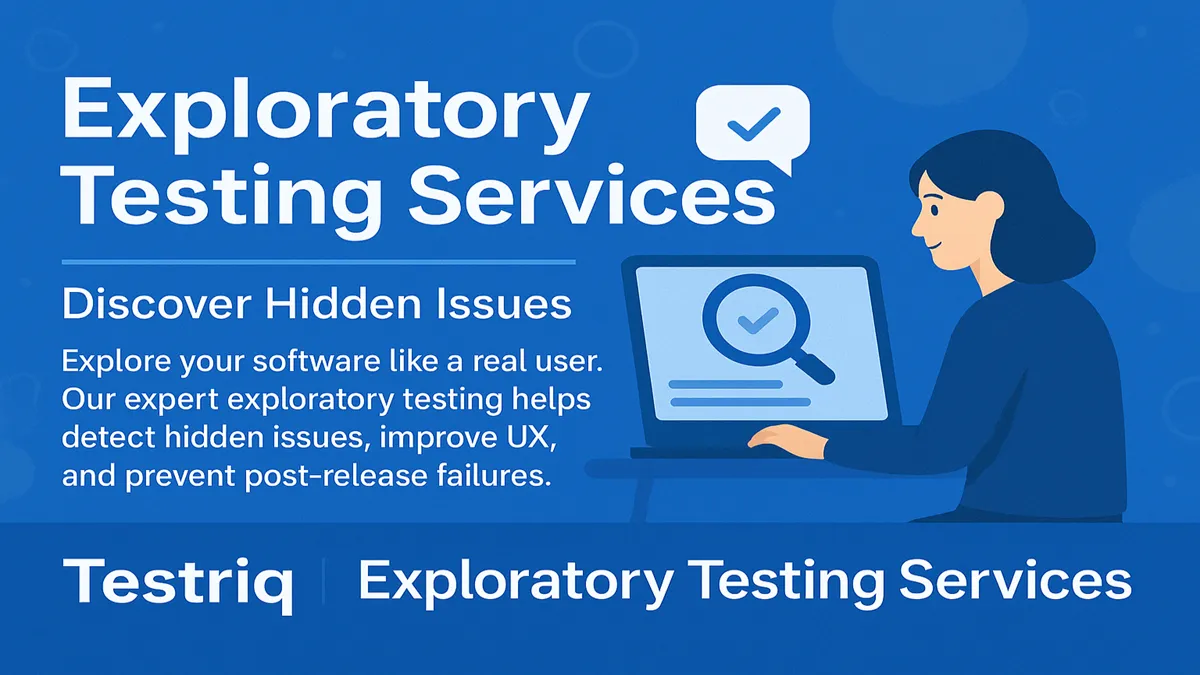 Exploratory
Testing Services
Discover Hidden Issues
Explore your software like a real user.
Our expert exploratory testing helps
detect hidden issues, improve UX,
and prevent post-release failures.
Testriq
Exploratory Testing Services